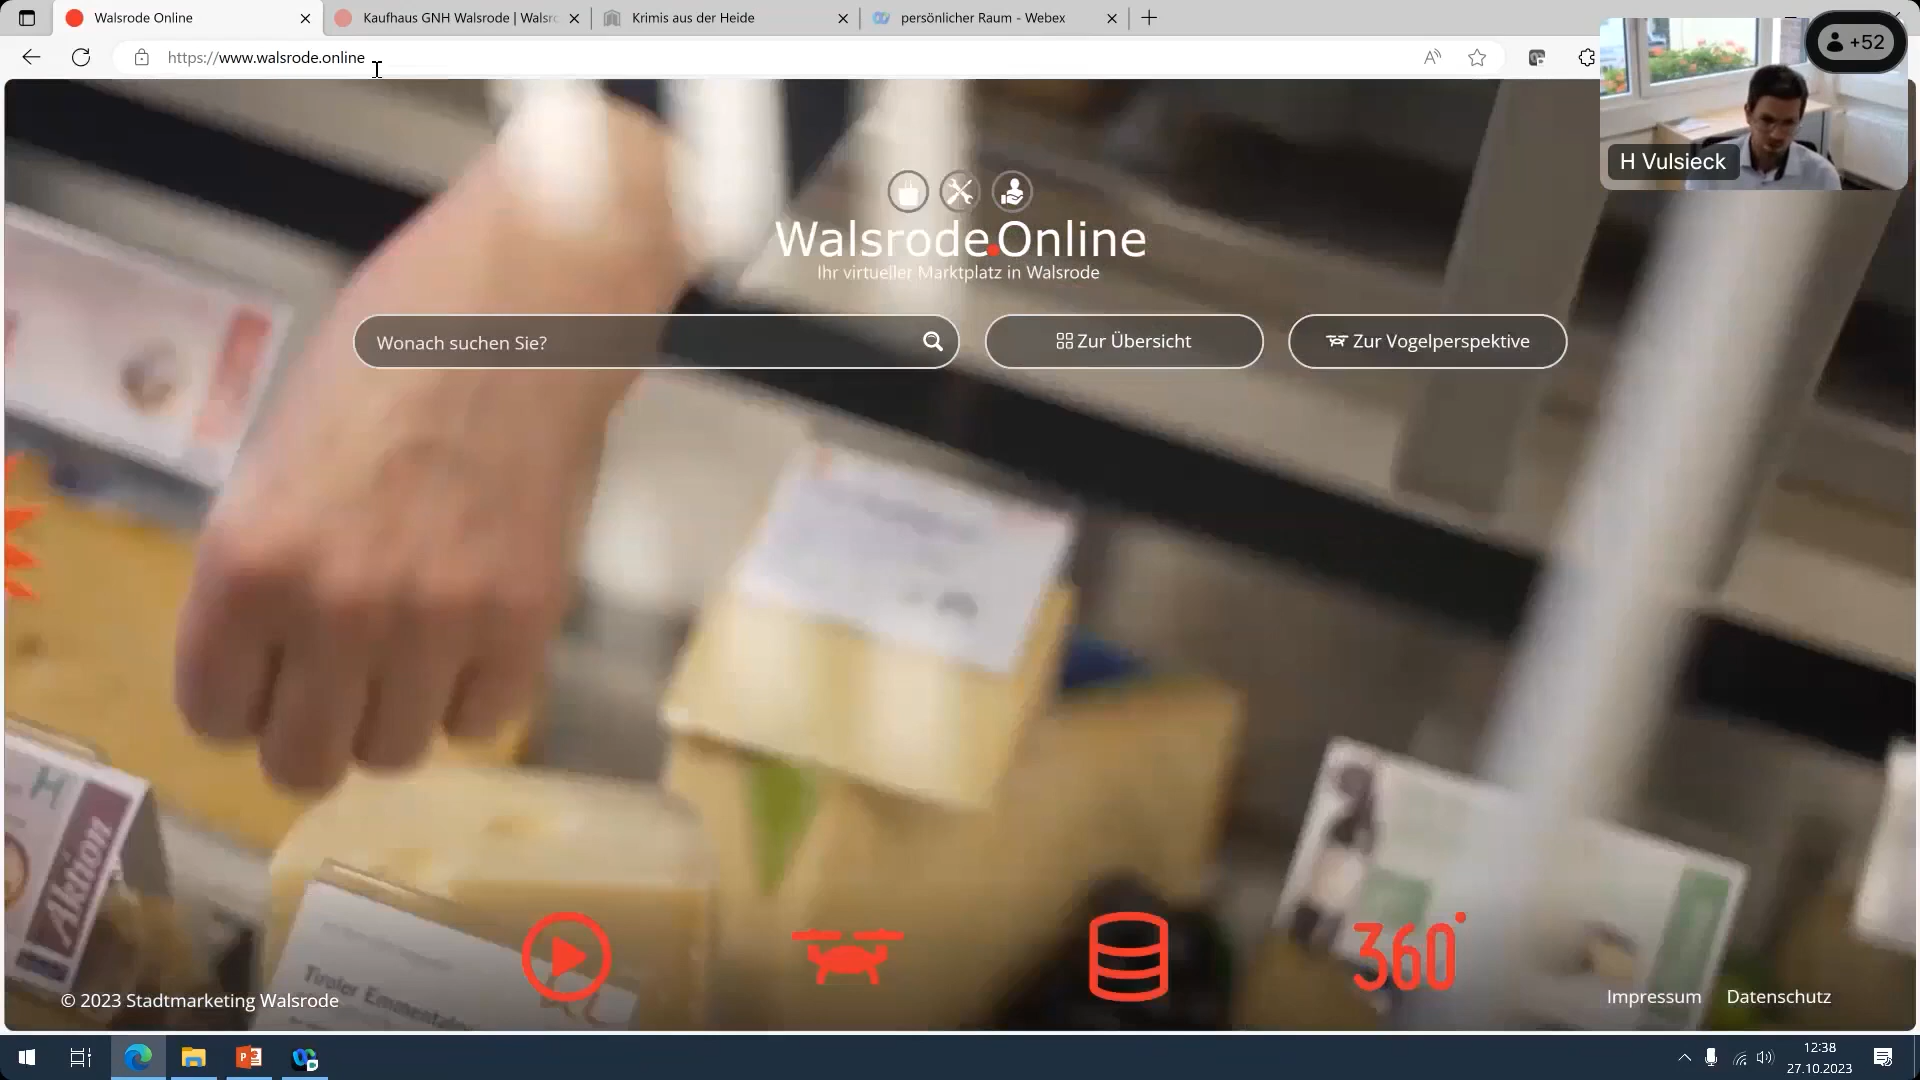 Walsrode Online
Kaufhaus GNH Walsrode | Walsro
Krimis aus der Heide
persönlicher Raum - Webex
https://www.walsrode.online
+52
H Vulsieck
Walsrode.Online
Ihr virtueller Marktplatz in Walsrode
Wonach suchen Sie?
Zur Übersicht
Zur Vogelperspektive
Aktion
Tiroler Emmentaler
360°
© 2023 Stadtmarketing Walsrode
Impressum
Datenschutz
12:38
27.10.2023